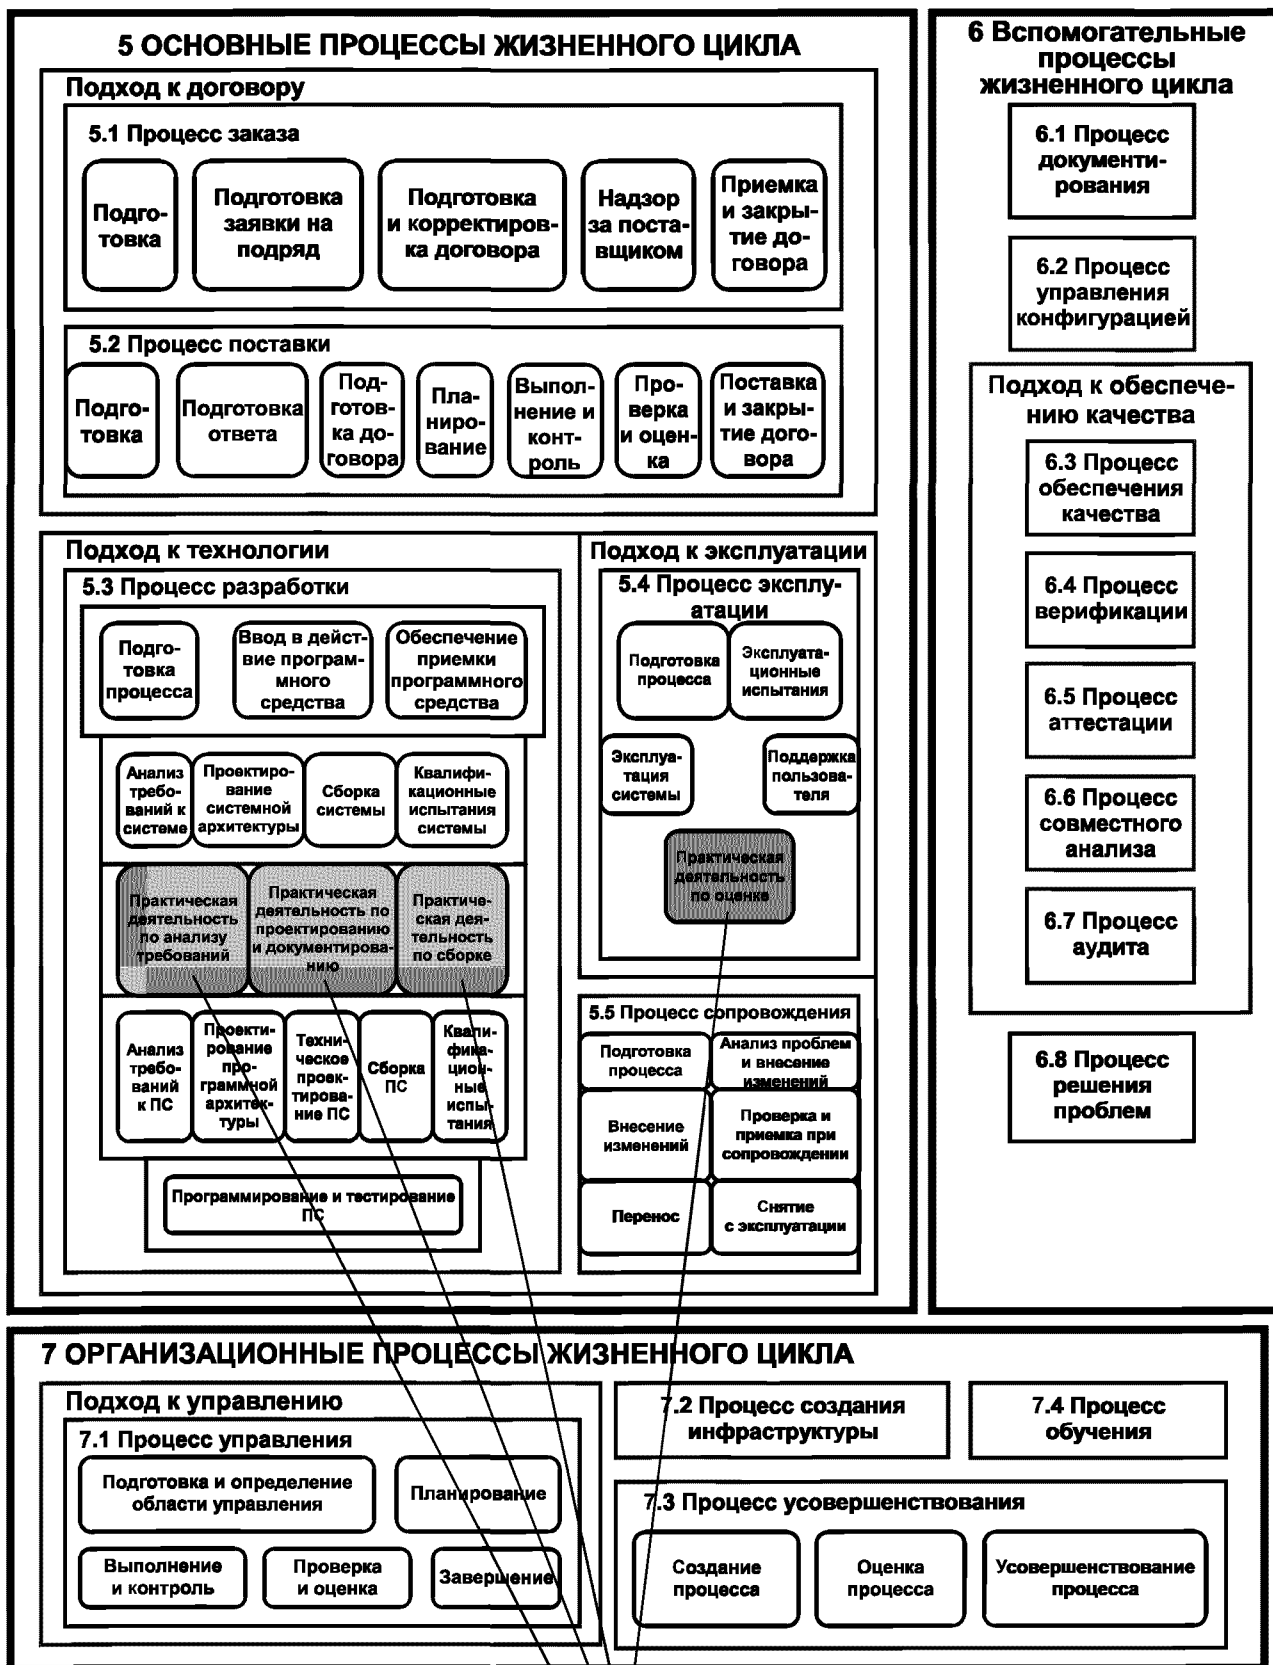 5 ОСНОВНЫЕ ПРОЦЕССЫ ЖИЗНЕННОГО ЦИКЛА
Подход к договору
5.1 Процесс заказа
Подго-
товка
Подготовка
заявки на
подряд
Подготовка
и корректиров-
ка договора
Надзор
за поста-
вщиком
Приемка
и закры-
тие до-
говора
5.2 Процесс поставки
Подго-
товка
Подготовка
ответа
Под-
готов-
ка до-
говора
Пла-
ниро-
вание
Выпол-
нение и
конт-
роль
Про-
верка
и оцен-
ка
Поставка
и закры-
тие дого-
вора
Подход к технологии
5.3 Процесс разработки
Подго-
товка
процесса
Ввод в дейст-
вие програм-
много
средства
Обеспечение
приемки
программного
средства
Анализ
требо-
ваний к
системе
Проектиро-
вание
системной
архитектуры
Сборка
системы
Квалифи-
кационные
испытания
системы
Практическая
деятельность
по анализу
требований
Практическая
деятельность по
проектированию
и документирова-
нию
Практиче-
ская дея-
тельность
по сборке
Анализ
требо-
ваний
к ПС
Проекти-
рование
про-
граммной
архитек-
туры
Техни-
ческое
проек-
тирова-
ние ПС
Сборка
ПС
Квали-
фика-
цион-
ные
испы-
тания
Программирование и тестирование
ПС
Подход к эксплуатации
5.4 Процесс эксплу-
атации
Подготовка
процесса
Эксплуата-
ционные
испытания
Эксплуа-
тация
системы
Поддержка
пользова-
теля
Практическая
деятельность
по оценке
5.5 Процесс сопровождения
Подготовка
процесса
Анализ проблем
и внесение
изменений
Внесение
изменений
Проверка и
приемка при
сопровождении
Перенос
Снятие
с эксплуатации
6 Вспомогательные
процессы
жизненного цикла
6.1 Процесс
документи-
рования
6.2 Процесс
управления
конфигурацией
Подход к обеспече-
нию качества
6.3 Процесс
обеспечения
качества
6.4 Процесс
верификации
6.5 Процесс
аттестации
6.6 Процесс
совместного
анализа
6.7 Процесс
аудита
6.8 Процесс
решения
проблем
7 ОРГАНИЗАЦИОННЫЕ ПРОЦЕССЫ ЖИЗНЕННОГО ЦИКЛА
Подход к управлению
7.1 Процесс управления
Подготовка и определение
области управления
Планирование
Выполнение
и контроль
Проверка
и оценка
Завершение
7.2 Процесс создания
инфраструктуры
7.4 Процесс
обучения
7.3 Процесс усовершенствования
Создание
процесса
Оценка
процесса
Усовершенствование
процесса